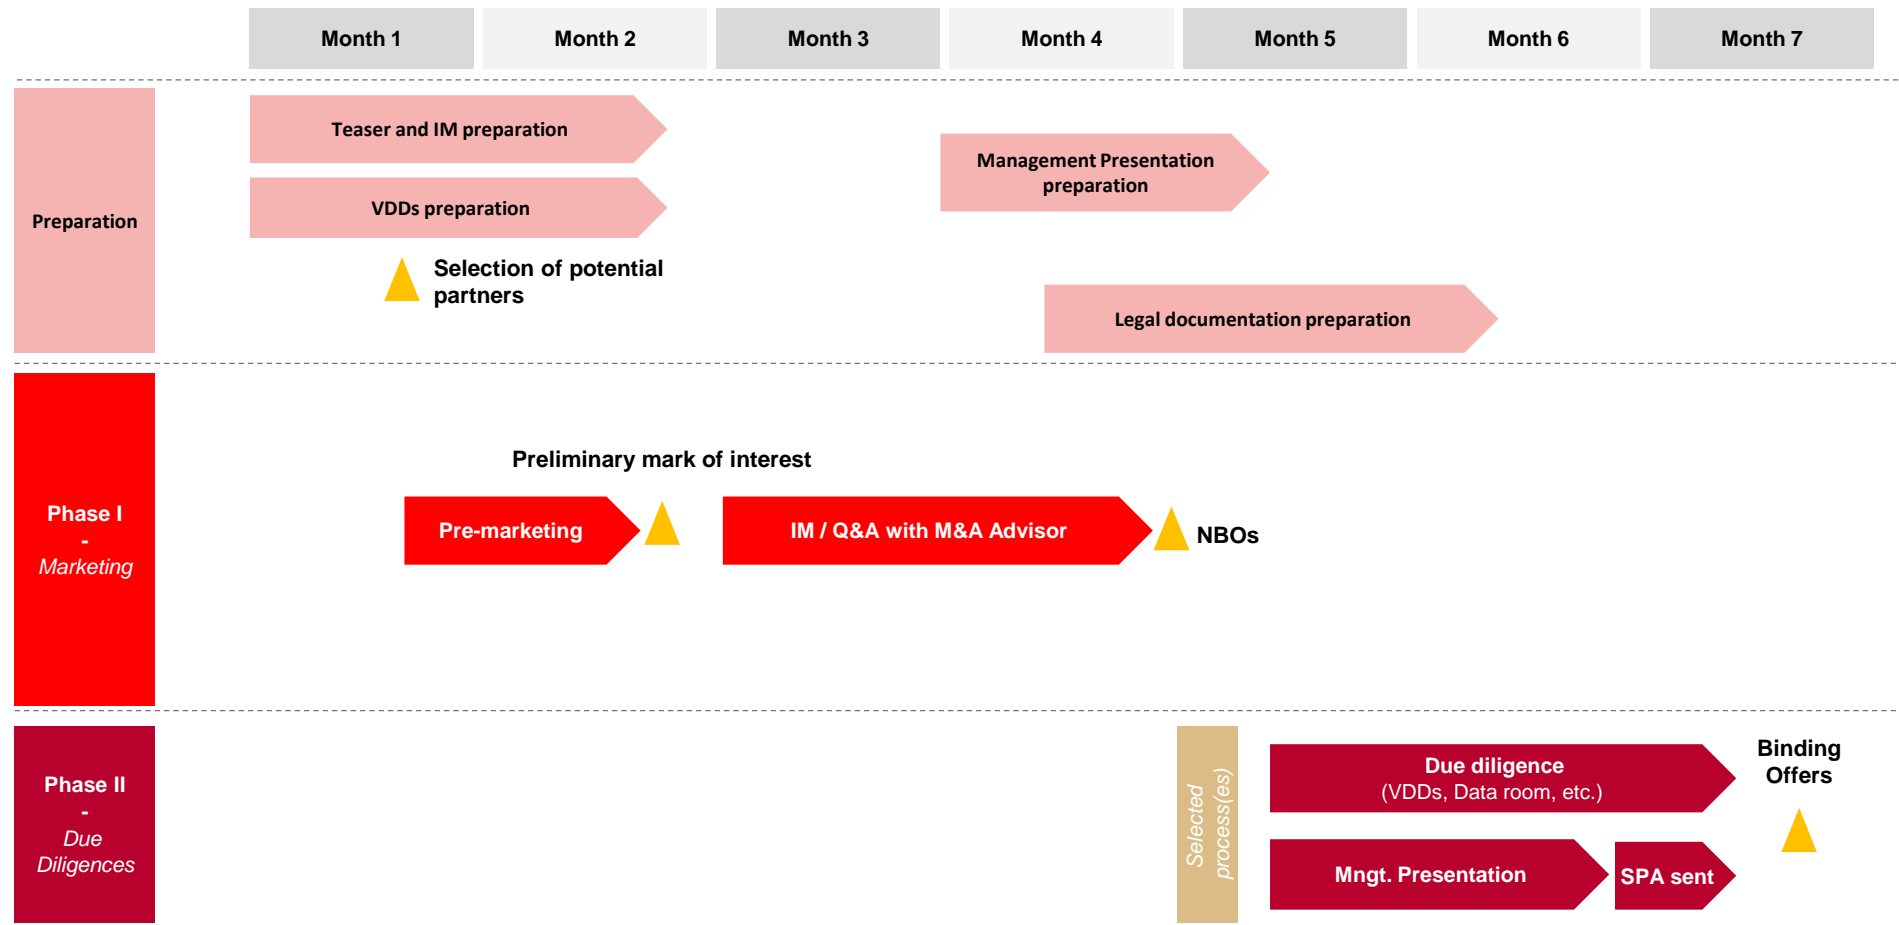 Month 1
Month 2
Month 3
Month 4
Month 5
Month 6
Month 7
Preparation
Teaser and IM preparation
VDDs preparation
Selection of potential
partners
Management Presentation
preparation
Legal documentation preparation
Phase I
-
Marketing
Preliminary mark of interest
Pre-marketing
IM / Q&A with M&A Advisor
NBOs
Phase II
-
Due
Diligences
Selected
process(es)
Due diligence
(VDDs, Data room, etc.)
Mngt. Presentation
SPA sent
Binding
Offers